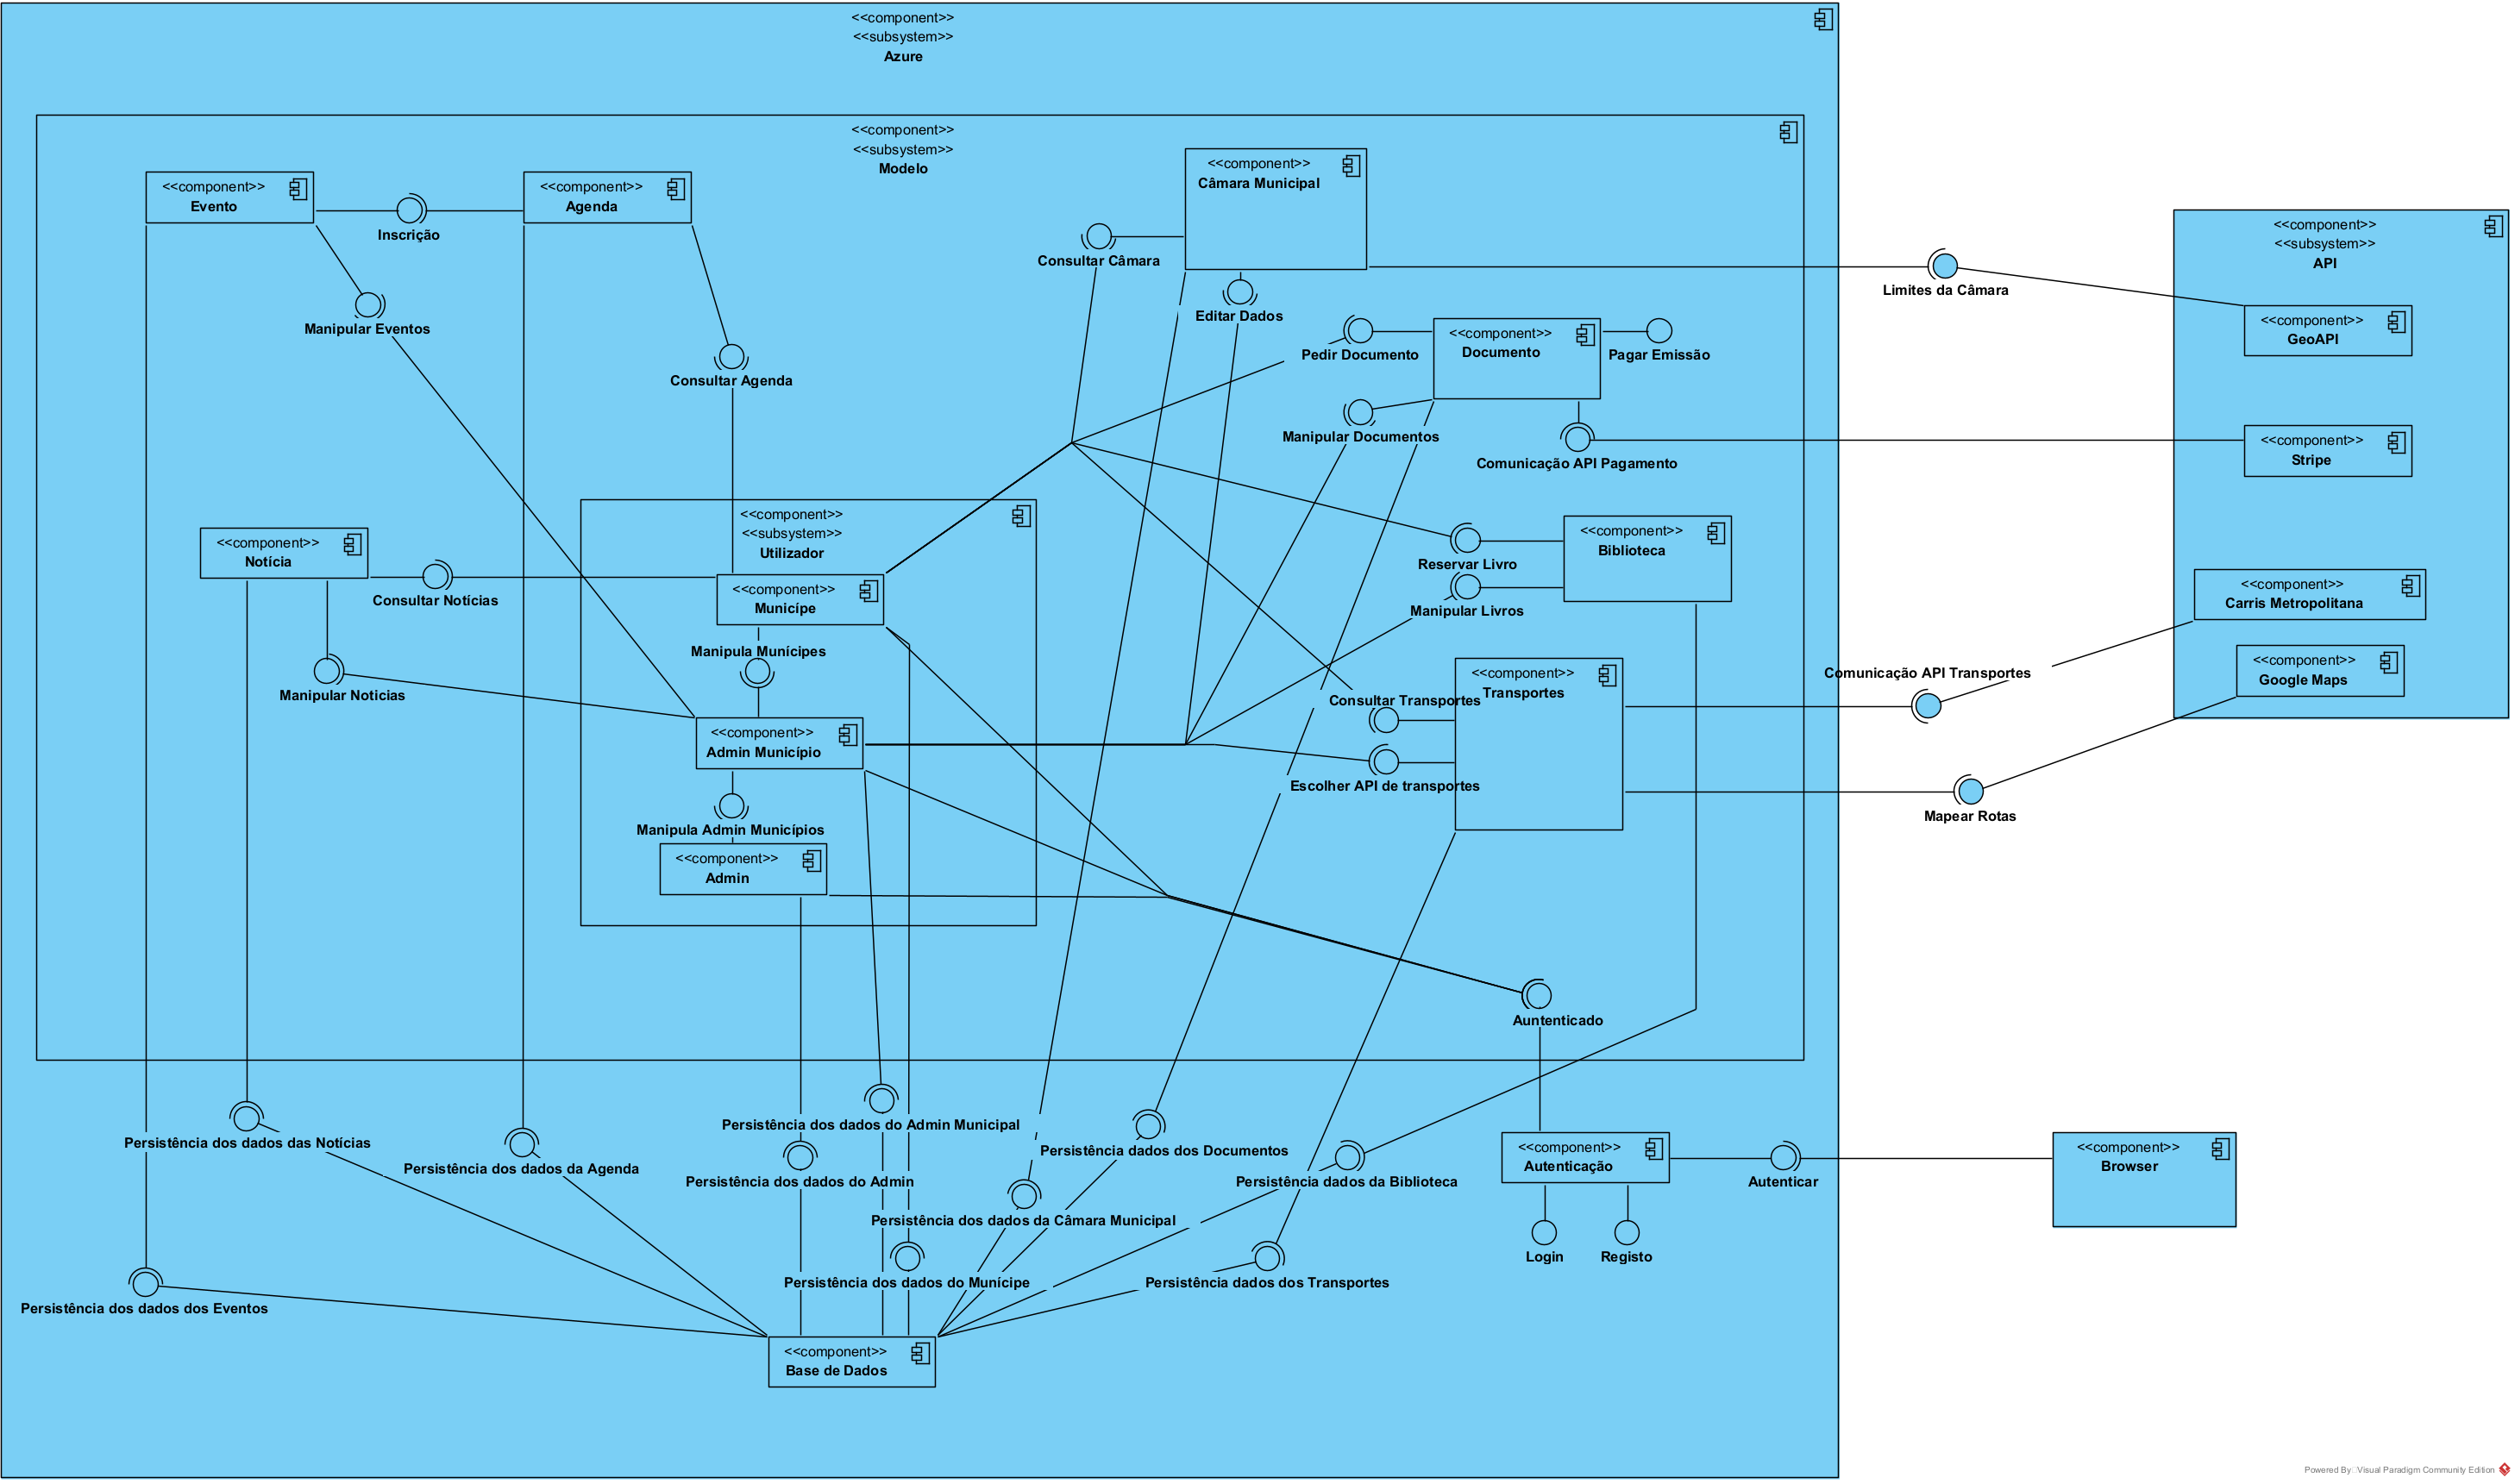 <<component>>
<<subsystem>>
Azure
<<component>>
<<subsystem>>
Modelo
<<component>>
Evento
Inscrição
<<component>>
Agenda
<<component>>
Câmara Municipal
Consultar Câmara
Editar Dados
Manipular Eventos
Consultar Agenda
Pedir Documento
<<component>>
Documento
Pagar Emissão
Manipular Documentos
Comunicação API Pagamento
Limites da Câmara
<<component>>
<<subsystem>>
API
<<component>>
GeoAPI
<<component>>
Stripe
<<component>>
Carris Metropolitana
<<component>>
Google Maps
<<component>>
<<subsystem>>
Utilizador
<<component>>
Notícia
Consultar Notícias
Manipular Noticias
<<component>>
Municípe
Manipula Munícipes
<<component>>
Admin Município
Manipula Admin Municípios
<<component>>
Admin
Reservar Livro
Manipular Livros
<<component>>
Biblioteca
<<component>>
Transportes
Consultar Transportes
Escolher API de transportes
Comunicação API Transportes
Mapear Rotas
Auntenticado
Persistência dos dados das Notícias
Persistência dos dados da Agenda
Persistência dos dados do Admin Municipal
Persistência dos dados do Admin
Persistência dados dos Documentos
Persistência dados da Biblioteca
Persistência dos dados da Câmara Municipal
Persistência dos dados do Munícipe
Persistência dados dos Transportes
Persistência dos dados dos Eventos
<<component>>
Autenticação
Autenticar
<<component>>
Browser
Login
Registo
<<component>>
Base de Dados
Powered By Visual Paradigm Community Edition